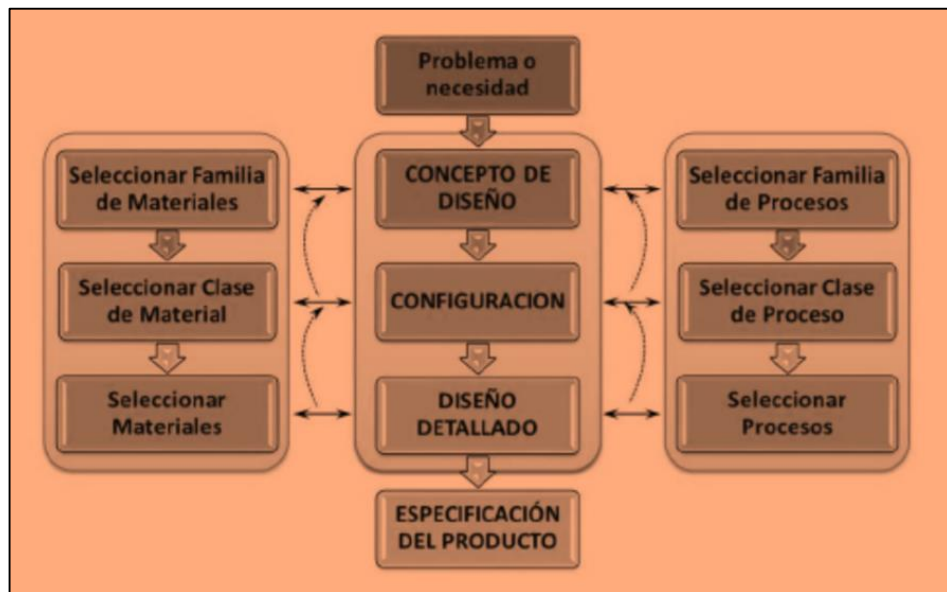 Problema o
necesidad
Seleccionar Familia
de Materiales
CONCEPTO DE
DISEÑO
Seleccionar Familia
de Procesos
Seleccionar Clase
de Material
CONFIGURACION
Seleccionar Clase
de Proceso
Seleccionar
Materiales
DISEÑO
DETALLADO
Seleccionar
Procesos
ESPECIFICACIÓN
DEL PRODUCTO